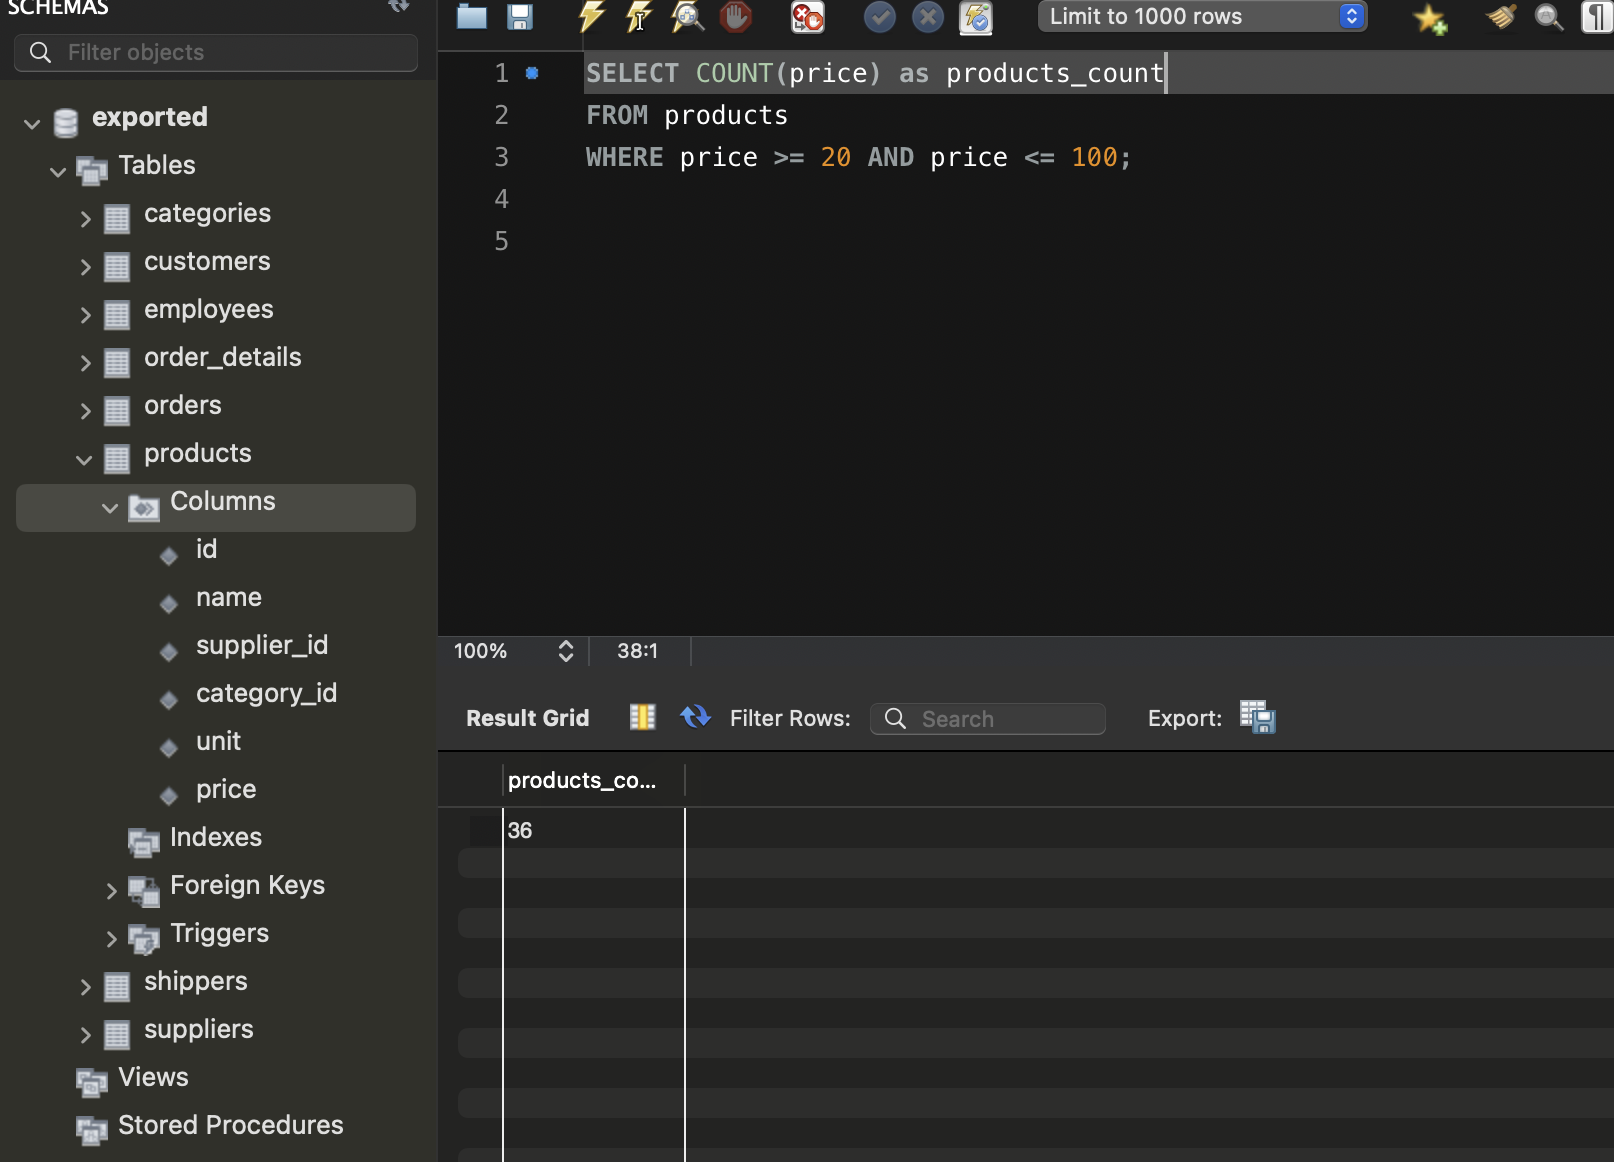 SCHEMAS
Filter objects
exported
Tables
categories
customers
employees
order_details
orders
products
Columns
id
name
supplier_id
category_id
unit
price
Indexes
Foreign Keys
Triggers
shippers
suppliers
Views
Stored Procedures
Limit to 1000 rows
1 SELECT COUNT(price) as products_count
2 FROM products
3 WHERE price >= 20 AND price <= 100;
4
5
100% 38:1
Result Grid Filter Rows: Search Export:
products_co...
36